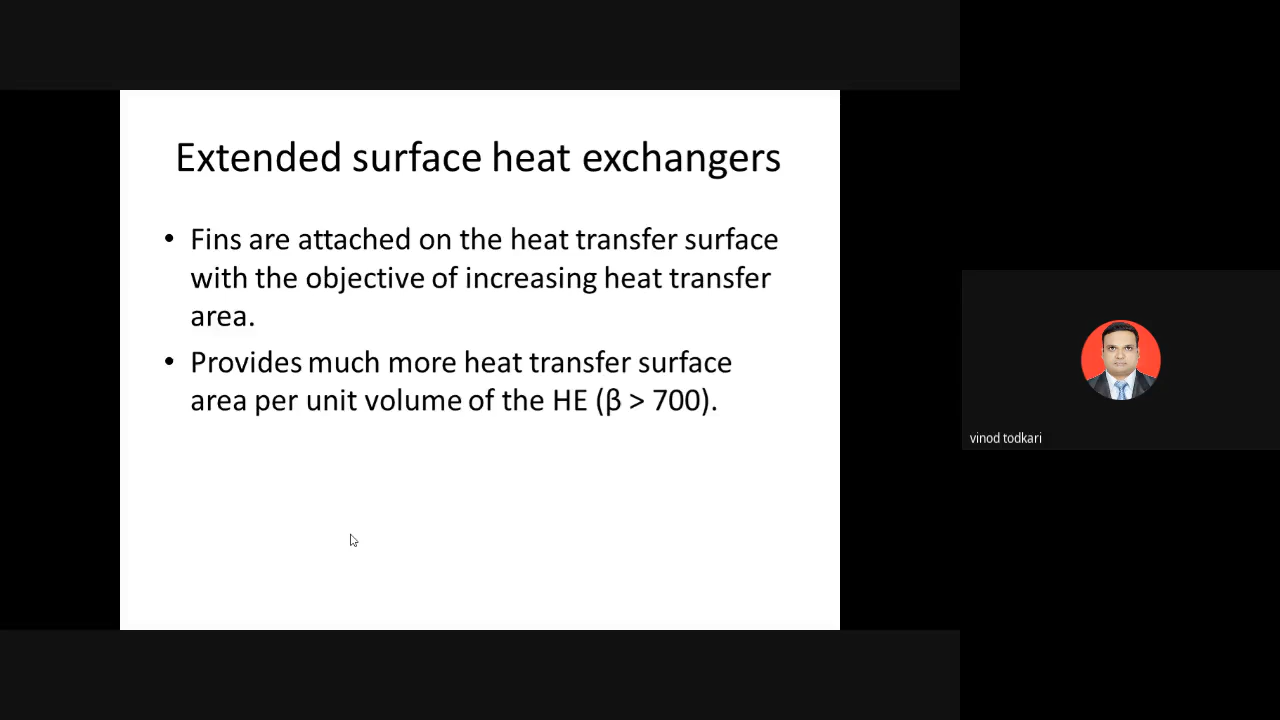 Extended surface heat exchangers
• Fins are attached on the heat transfer surface
with the objective of increasing heat transfer
area.
• Provides much more heat transfer surface
area per unit volume of the HE (β > 700).
vinod todkari